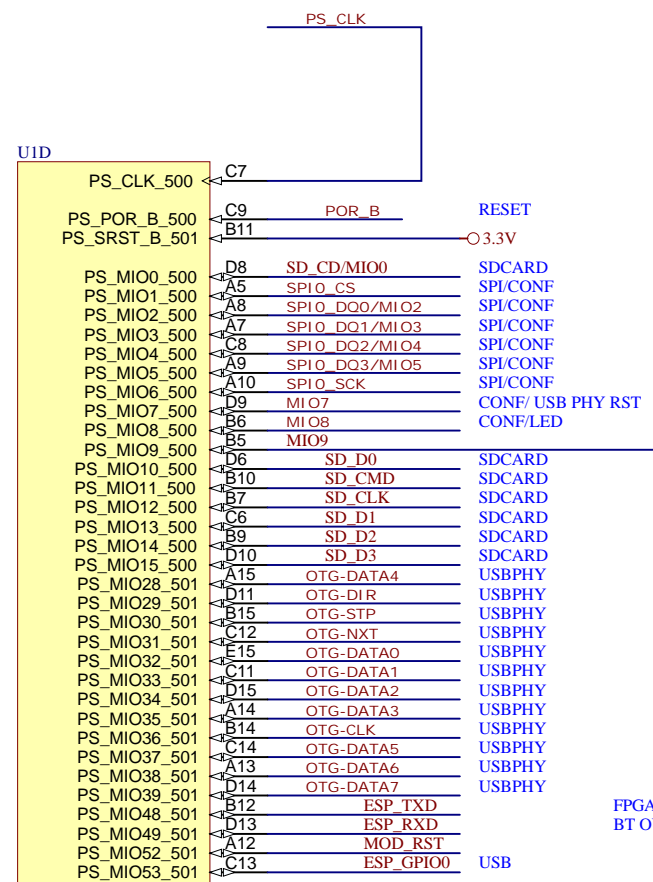 PS_CLK
U1D
PS_CLK_500 C7
PS_POR_B_500 C9 POR_B RESET
PS_SRST_B_501 B11 3.3V
PS_MIO0_500 D8 SD_CD/MIO0 SDCARD
PS_MIO1_500 A5 SPI0_CS SPI/CONF
PS_MIO2_500 A8 SPI0_DQ0/MIO2 SPI/CONF
PS_MIO3_500 A7 SPI0_DQ1/MIO3 SPI/CONF
PS_MIO4_500 C8 SPI0_DQ2/MIO4 SPI/CONF
PS_MIO5_500 A9 SPI0_DQ3/MIO5 SPI/CONF
PS_MIO6_500 A10 SPI0_SCK SPI/CONF
PS_MIO7_500 D9 MIO7 CONF/ USB PHY RST
PS_MIO8_500 B6 MIO8 CONF/LED
PS_MIO9_500 B5 MIO9
PS_MIO10_500 D6 SD_D0 SDCARD
PS_MIO11_500 B10 SD_CMD SDCARD
PS_MIO12_500 B7 SD_CLK SDCARD
PS_MIO13_500 C6 SD_D1 SDCARD
PS_MIO14_500 B9 SD_D2 SDCARD
PS_MIO15_500 D10 SD_D3 SDCARD
PS_MIO28_501 A15 OTG-DATA4 USBPHY
PS_MIO29_501 D11 OTG-DIR USBPHY
PS_MIO30_501 B15 OTG-STP USBPHY
PS_MIO31_501 C12 OTG-NXT USBPHY
PS_MIO32_501 E15 OTG-DATA0 USBPHY
PS_MIO33_501 C11 OTG-DATA1 USBPHY
PS_MIO34_501 D15 OTG-DATA2 USBPHY
PS_MIO35_501 A14 OTG-DATA3 USBPHY
PS_MIO36_501 B14 OTG-CLK USBPHY
PS_MIO37_501 C14 OTG-DATA5 USBPHY
PS_MIO38_501 A13 OTG-DATA6 USBPHY
PS_MIO39_501 D14 OTG-DATA7 USBPHY
PS_MIO48_501 B12 ESP_TXD FPGA
PS_MIO49_501 D13 ESP_RXD BT
PS_MIO52_501 A12 MOD_RST
PS_MIO53_501 C13 ESP_GPIO0 USB